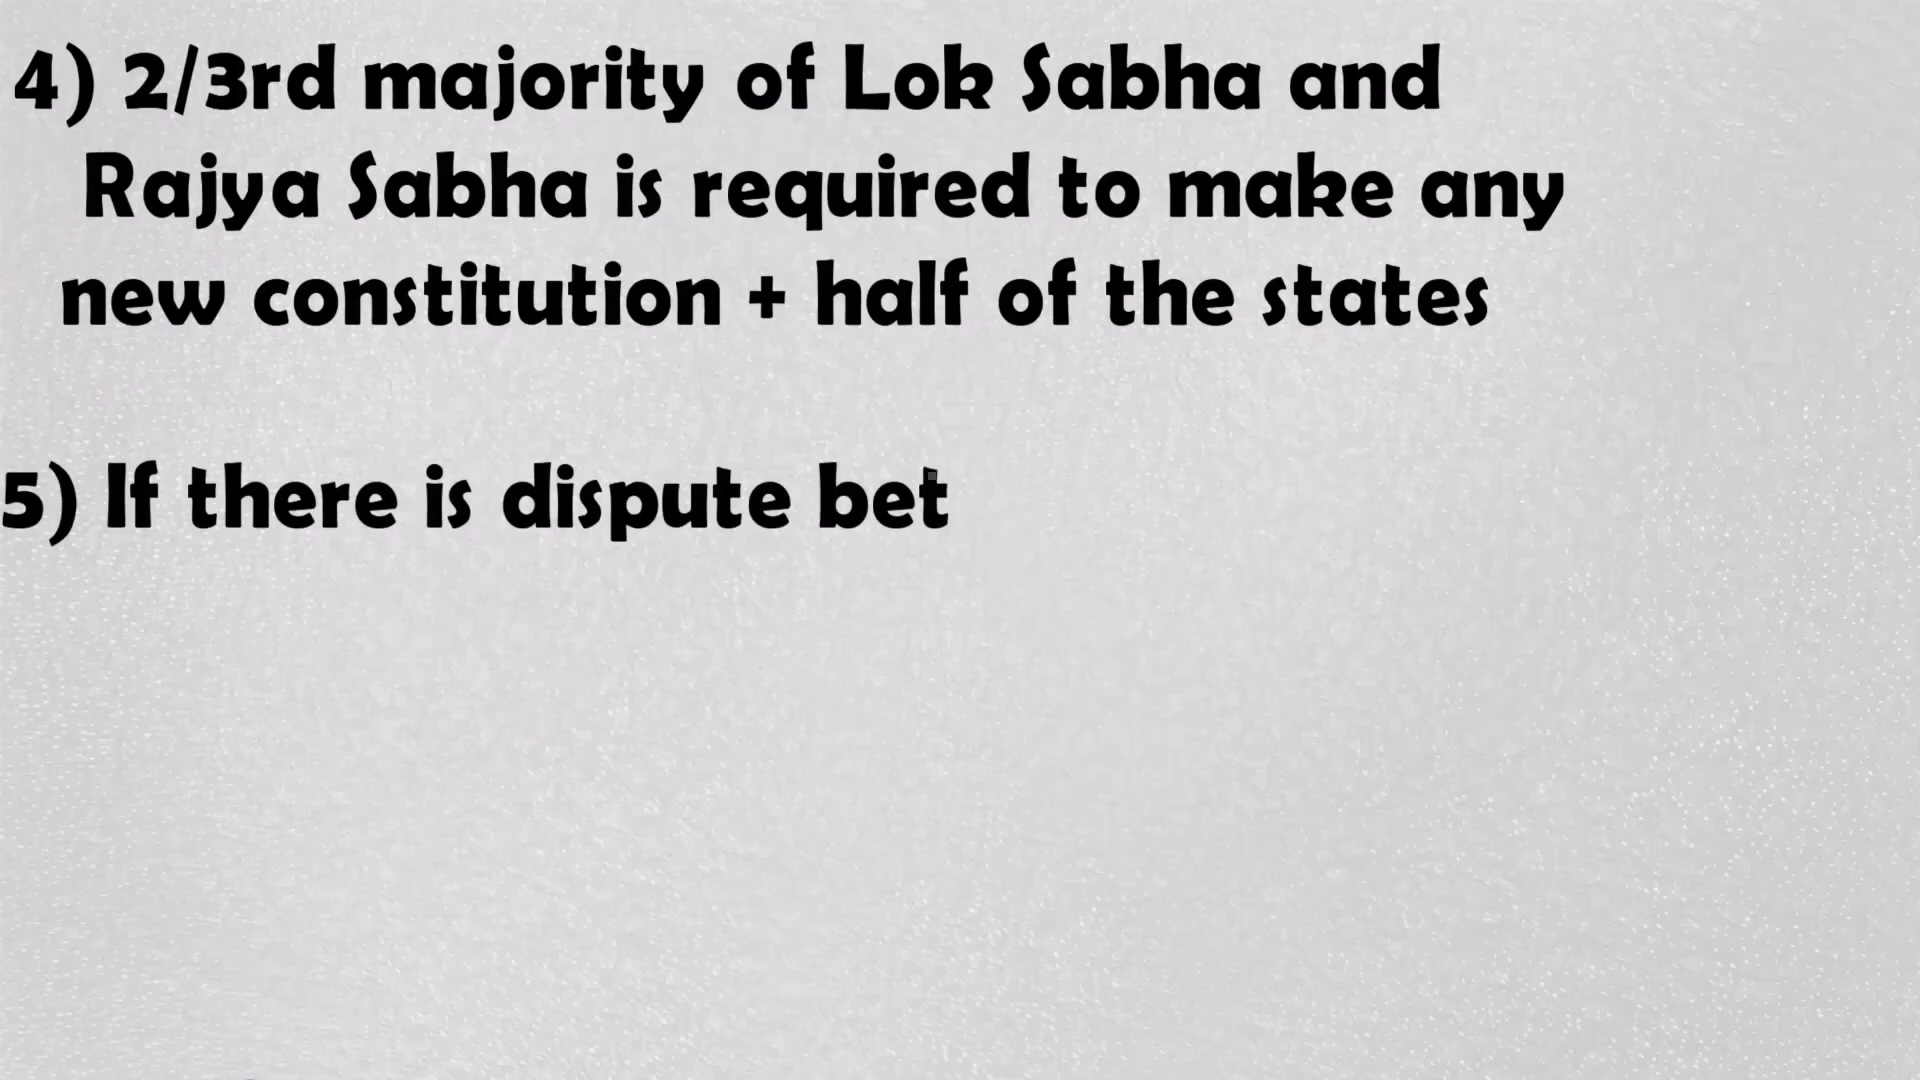 4) 2/3rd majority of Lok Sabha and
Rajya Sabha is required to make any
new constitution + half of the states
5) If there is dispute bet